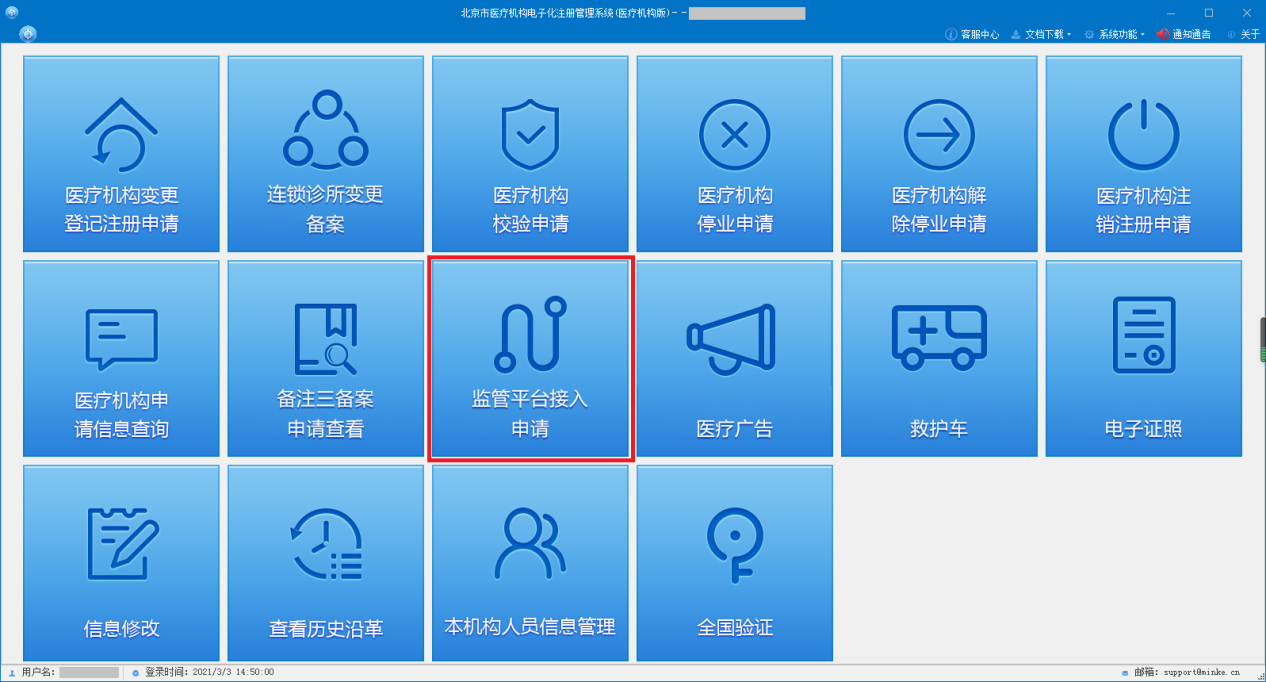 北京市医疗机构电子化注册管理系统(医疗机构版)--
客服中心 文档下载 系统功能 通知通告 关于
医疗机构变更
登记注册申请
连锁诊所变更
备案
医疗机构
校验申请
医疗机构
停业申请
医疗机构解
除停业申请
医疗机构注
销注册申请
医疗机构申
请信息查询
备注三备案
申请查看
监管平台接入
申请
医疗广告
救护车
电子证照
信息修改
查看历史沿革
本机构人员信息管理
全国验证
用户名: 登录时间: 2021/3/3 14:50:00 邮箱: support@minke.cn